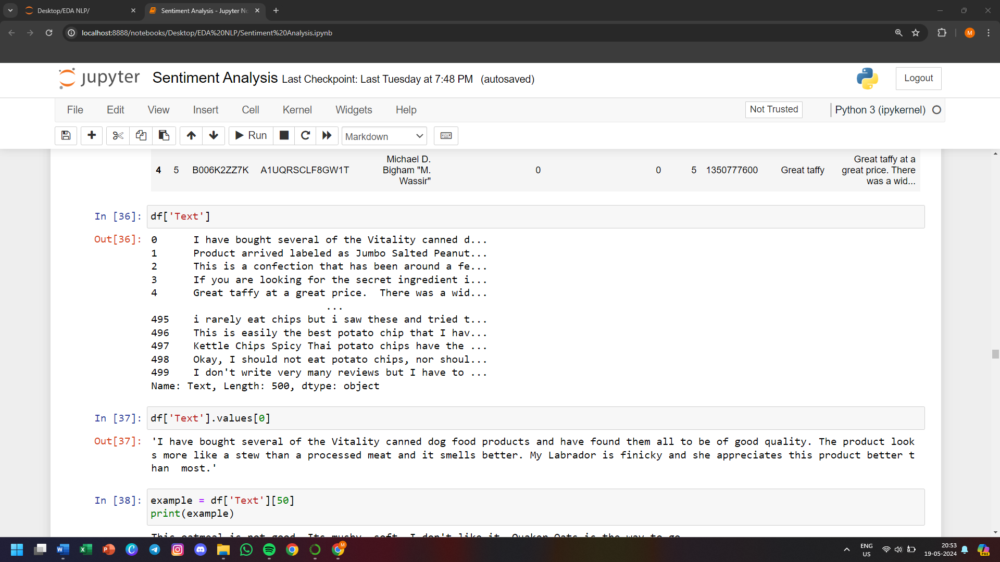 Desktop/EDA NLP/
Sentiment Analysis - Jupyter No
localhost:8888/notebooks/Desktop/EDA%20NLP/Sentiment%20Analysis.ipynb
M
jupyter Sentiment Analysis Last Checkpoint: Last Tuesday at 7:48 PM (autosaved)
Logout
File Edit View Insert Cell Kernel Widgets Help
Not Trusted
Python 3 (ipykernel)
Run
Markdown
4 5 B006K2ZZ7K A1UQRSCLF8GW1T Michael D. Bigham "M. Wassir" 0 0 5 1350777600 Great taffy Great taffy at a great price. There was a wid...
In [36]: df['Text']
Out[36]: 0 I have bought several of the Vitality canned d...
1 Product arrived labeled as Jumbo Salted Peanut...
2 This is a confection that has been around a fe...
3 If you are looking for the secret ingredient i...
4 Great taffy at a great price.  There was a wid...
...
495 i rarely eat chips but i saw these and tried t...
496 This is easily the best potato chip that I hav...
497 Kettle Chips Spicy Thai potato chips have the ...
498 Okay, I should not eat potato chips, nor shoul...
499 I don't write very many reviews but I have to ...
Name: Text, Length: 500, dtype: object
In [37]: df['Text'].values[0]
Out[37]: 'I have bought several of the Vitality canned dog food products and have found them all to be of good quality. The product look
s more like a stew than a processed meat and it smells better. My Labrador is finicky and she appreciates this product better t
han  most.'
In [38]: example = df['Text'][50]
print(example)
This oatmeal is not good. Its mushy, soft, I don't like it. Quaker Oats is the way to go.
ENG
US
20:53
19-05-2024